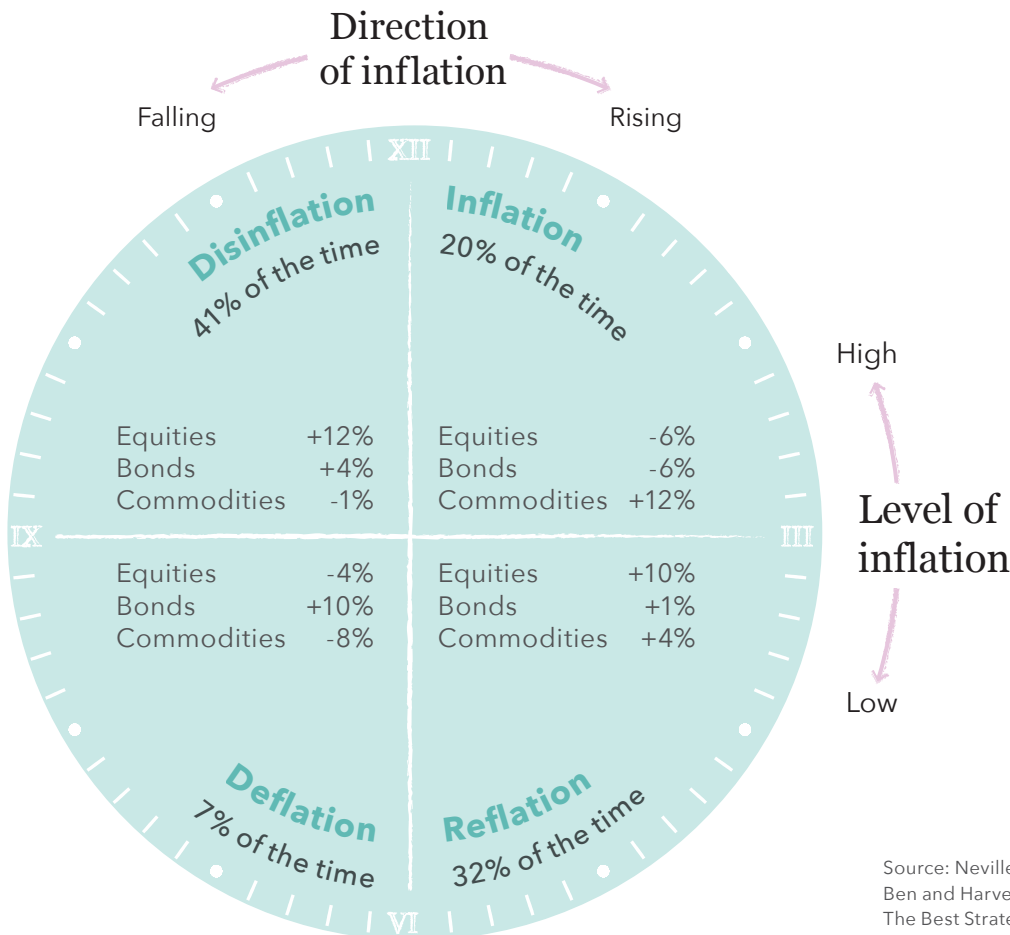 Direction
of inflation
Falling
Rising
XII
Disinflation
41% of the time
Inflation
20% of the time
High
Equities +12%
Bonds +4%
Commodities -1%
Equities -6%
Bonds -6%
Commodities +12%
Level of
inflation
IX
III
Equities -4%
Bonds +10%
Commodities -8%
Equities +10%
Bonds +1%
Commodities +4%
Low
Deflation
7% of the time
Reflation
32% of the time
VI
Source: Neville
Ben and Harve
The Best Strate